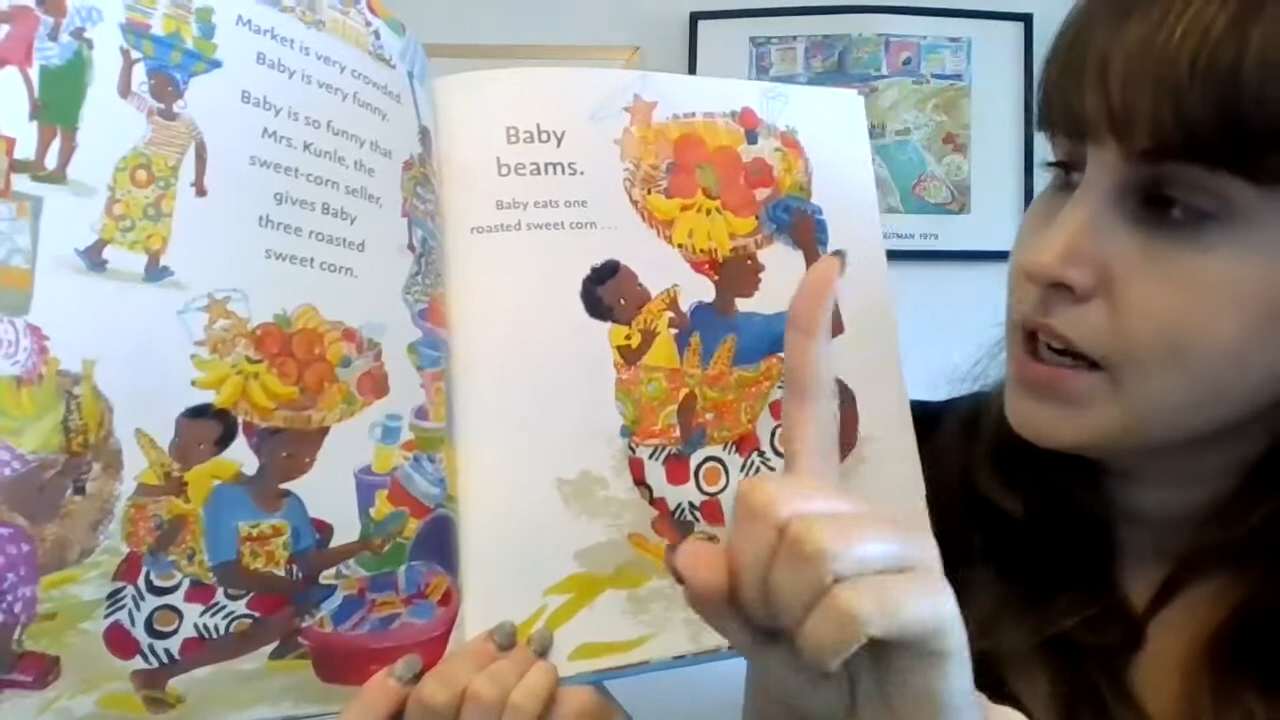 Market is very crowded.
Baby is very funny.
Baby is so funny that
Mrs. Kunle, the
sweet-corn seller,
gives Baby
three roasted
sweet corn.
Baby
beams.
Baby eats one
roasted sweet corn . . .
1979